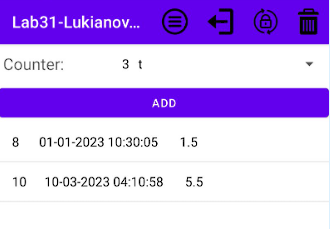 Lab31-Lukianov...
Counter: 3 t
ADD
8 01-01-2023 10:30:05 1.5
10 10-03-2023 04:10:58 5.5